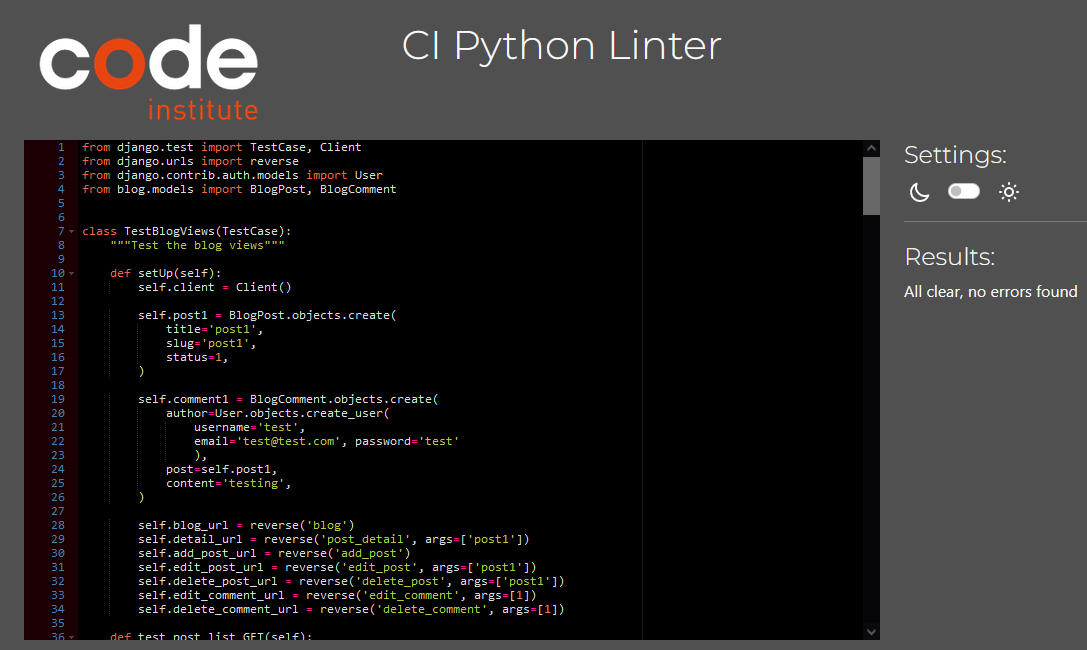 code
institute
CI Python Linter
1 from django.test import TestCase, Client
2 from django.urls import reverse
3 from django.contrib.auth.models import User
4 from blog.models import BlogPost, BlogComment
5
6
7 class TestBlogViews(TestCase):
8     """Test the blog views"""
9
10     def setUp(self):
11         self.client = Client()
12
13         self.post1 = BlogPost.objects.create(
14             title='post1',
15             slug='post1',
16             status=1,
17         )
18
19         self.comment1 = BlogComment.objects.create(
20             author=User.objects.create_user(
21                 username='test',
22                 email='test@test.com', password='test'
23                 ),
24             post=self.post1,
25             content='testing',
26         )
27
28         self.blog_url = reverse('blog')
29         self.detail_url = reverse('post_detail', args=['post1'])
30         self.add_post_url = reverse('add_post')
31         self.edit_post_url = reverse('edit_post', args=['post1'])
32         self.delete_post_url = reverse('delete_post', args=['post1'])
33         self.edit_comment_url = reverse('edit_comment', args=[1])
34         self.delete_comment_url = reverse('delete_comment', args=[1])
35
36     def test_post_list_GET(self):
Settings:
Results:
All clear, no errors found